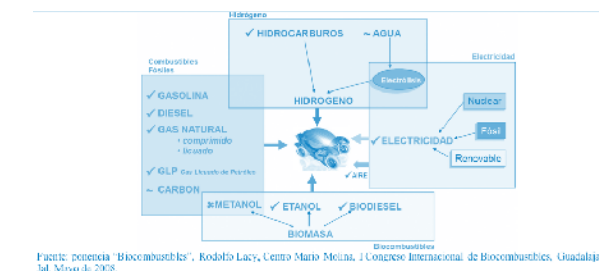 Hidrógeno
✓ HIDROCARBUROS ~ AGUA
Electrólisis
HIDROGENO
Combustibles
Fósiles
✓ GASOLINA
✓ DIESEL
✓ GAS NATURAL
• comprimido
• licuado
✓ GLP Gas Licuado de Petróleo
~ CARBON
Electricidad
Nuclear
✓ ELECTRICIDAD
Fósil
Renovable
✓ AIRE
×METANOL ✓ ETANOL ✓ BIODIESEL
BIOMASA
Biocombustibles
Fuente: ponencia "Biocombustibles", Rodolfo Lacy, Centro Mario Molina, I Congreso Internacional de Biocombustibles, Guadalaja
Jal. Mayo de 2008